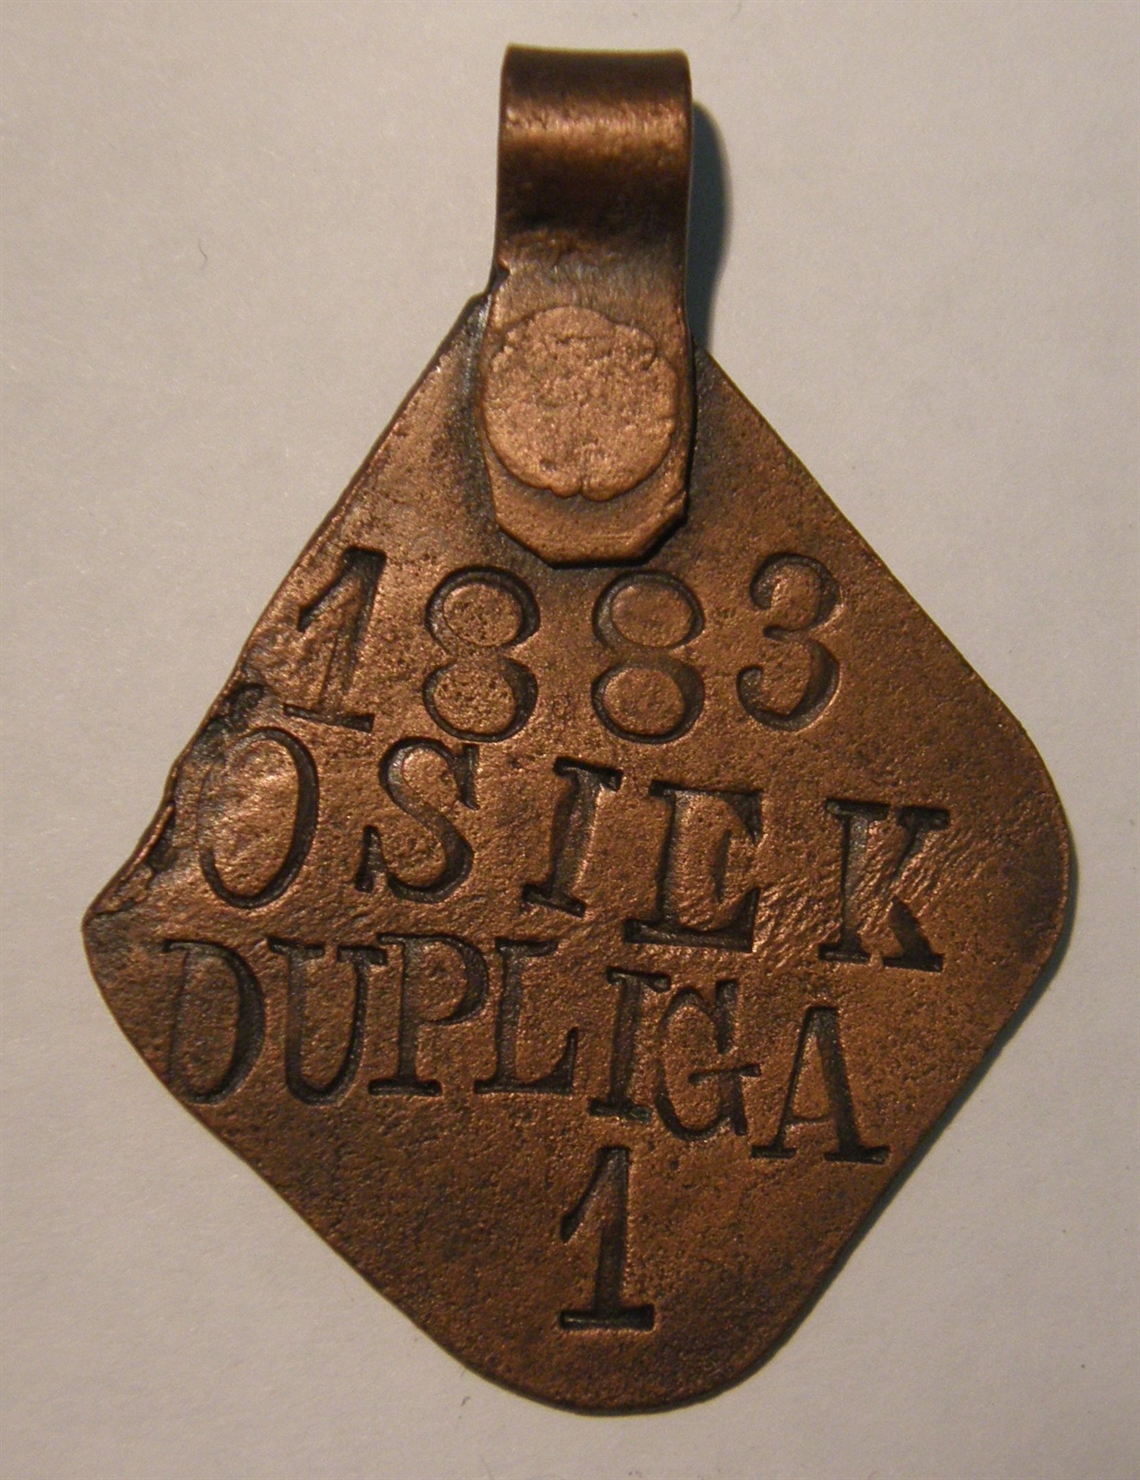 1883
OSIEK
DUPLIGA
1